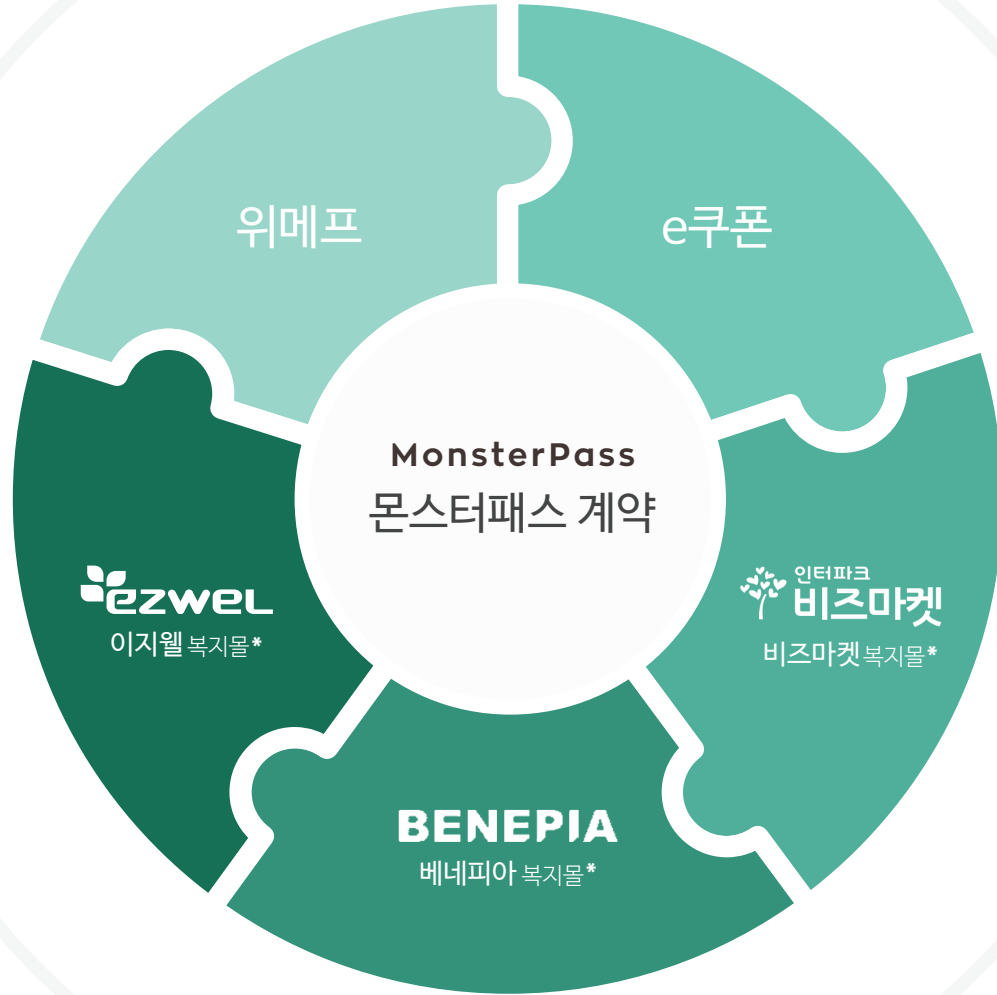 위메프
e쿠폰
MonsterPass
몬스터패스 계약
ezwel
이지웰 복지몰*
인터파크
비즈마켓
비즈마켓 복지몰*
BENEPIA
베네피아 복지몰*